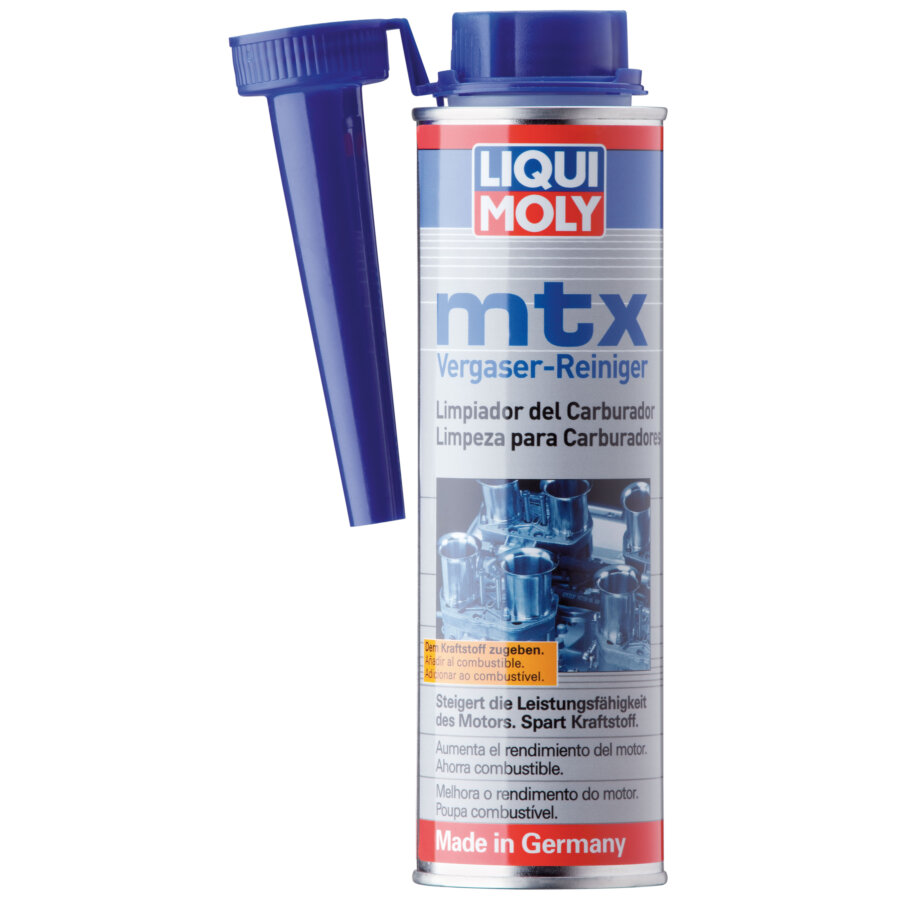 LIQUI
MOLY
mtx
Vergaser-Reiniger
Limpiador del Carburador
Limpeza para Carburadores
Dem Kraftstoff zugeben.
Añadir al combustible.
Adicionar ao combustível.
Steigert die Leistungsfähigkeit
des Motors. Spart Kraftstoff.
Aumenta el rendimiento del motor.
Ahorra combustible.
Melhora o rendimento do motor.
Poupa combustível.
Made in Germany